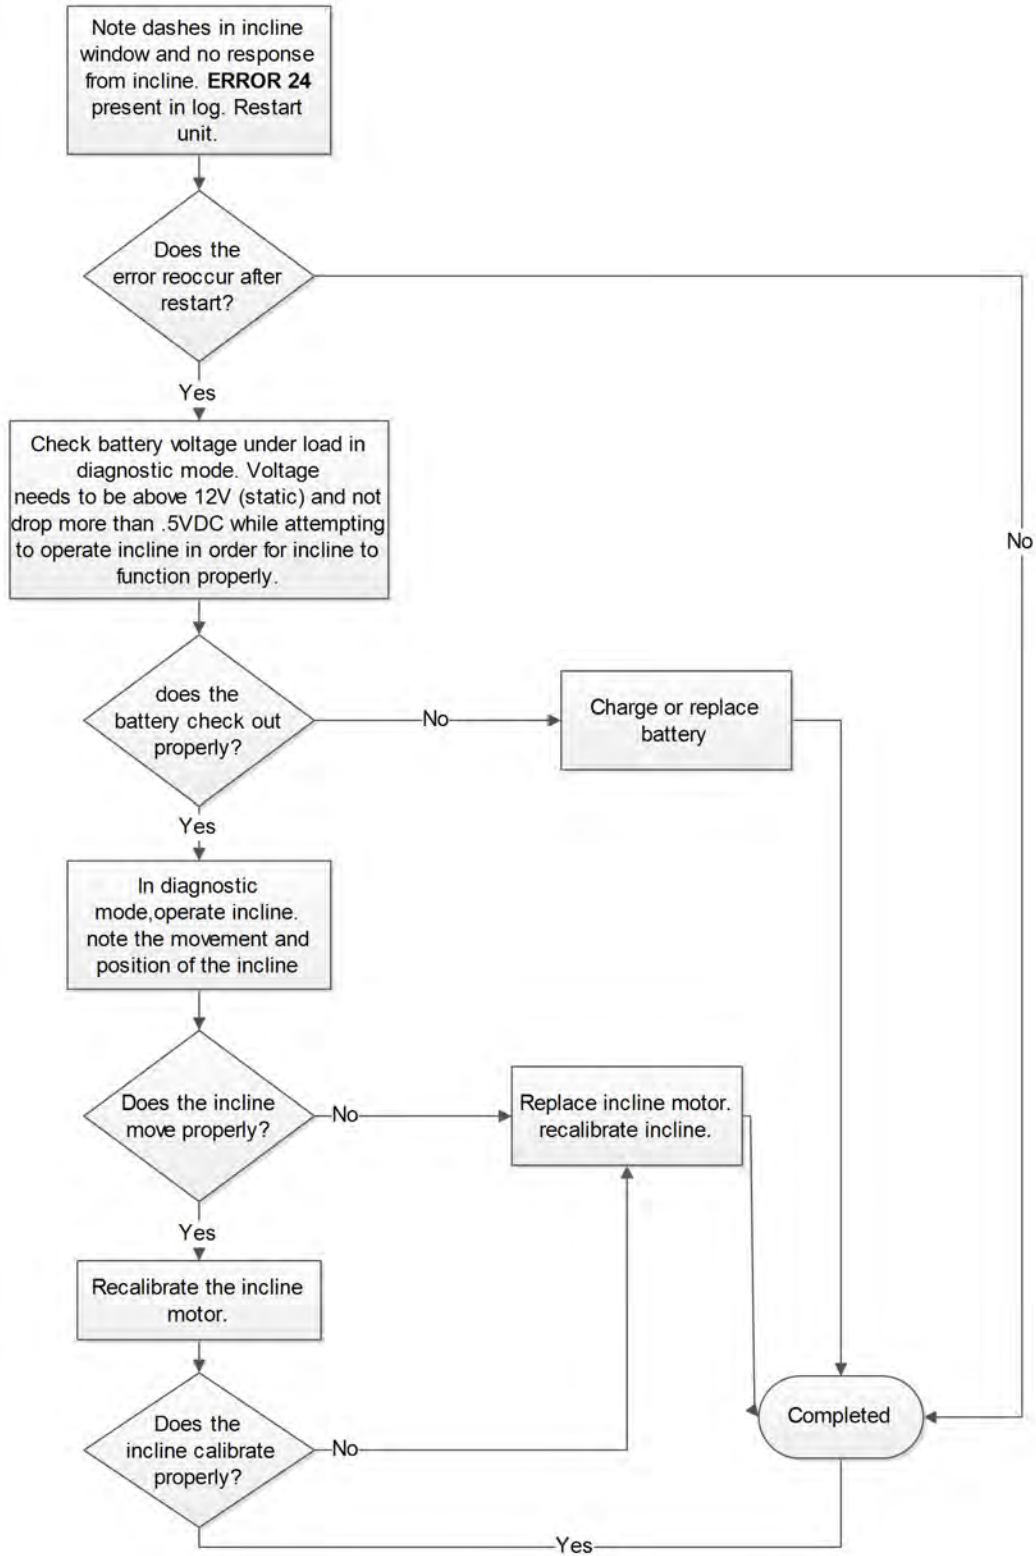 Note dashes in incline
window and no response
from incline. ERROR 24
present in log. Restart
unit.
Does the
error reoccur after
restart?
Yes
No
Check battery voltage under load in
diagnostic mode. Voltage
needs to be above 12V (static) and not
drop more than .5VDC while attempting
to operate incline in order for incline to
function properly.
does the
battery check out
properly?
No
Charge or replace
battery
Yes
In diagnostic
mode,operate incline.
note the movement and
position of the incline
Does the incline
move properly?
No
Replace incline motor.
recalibrate incline.
Yes
Recalibrate the incline
motor.
Does the
incline calibrate
properly?
No
Completed
Yes